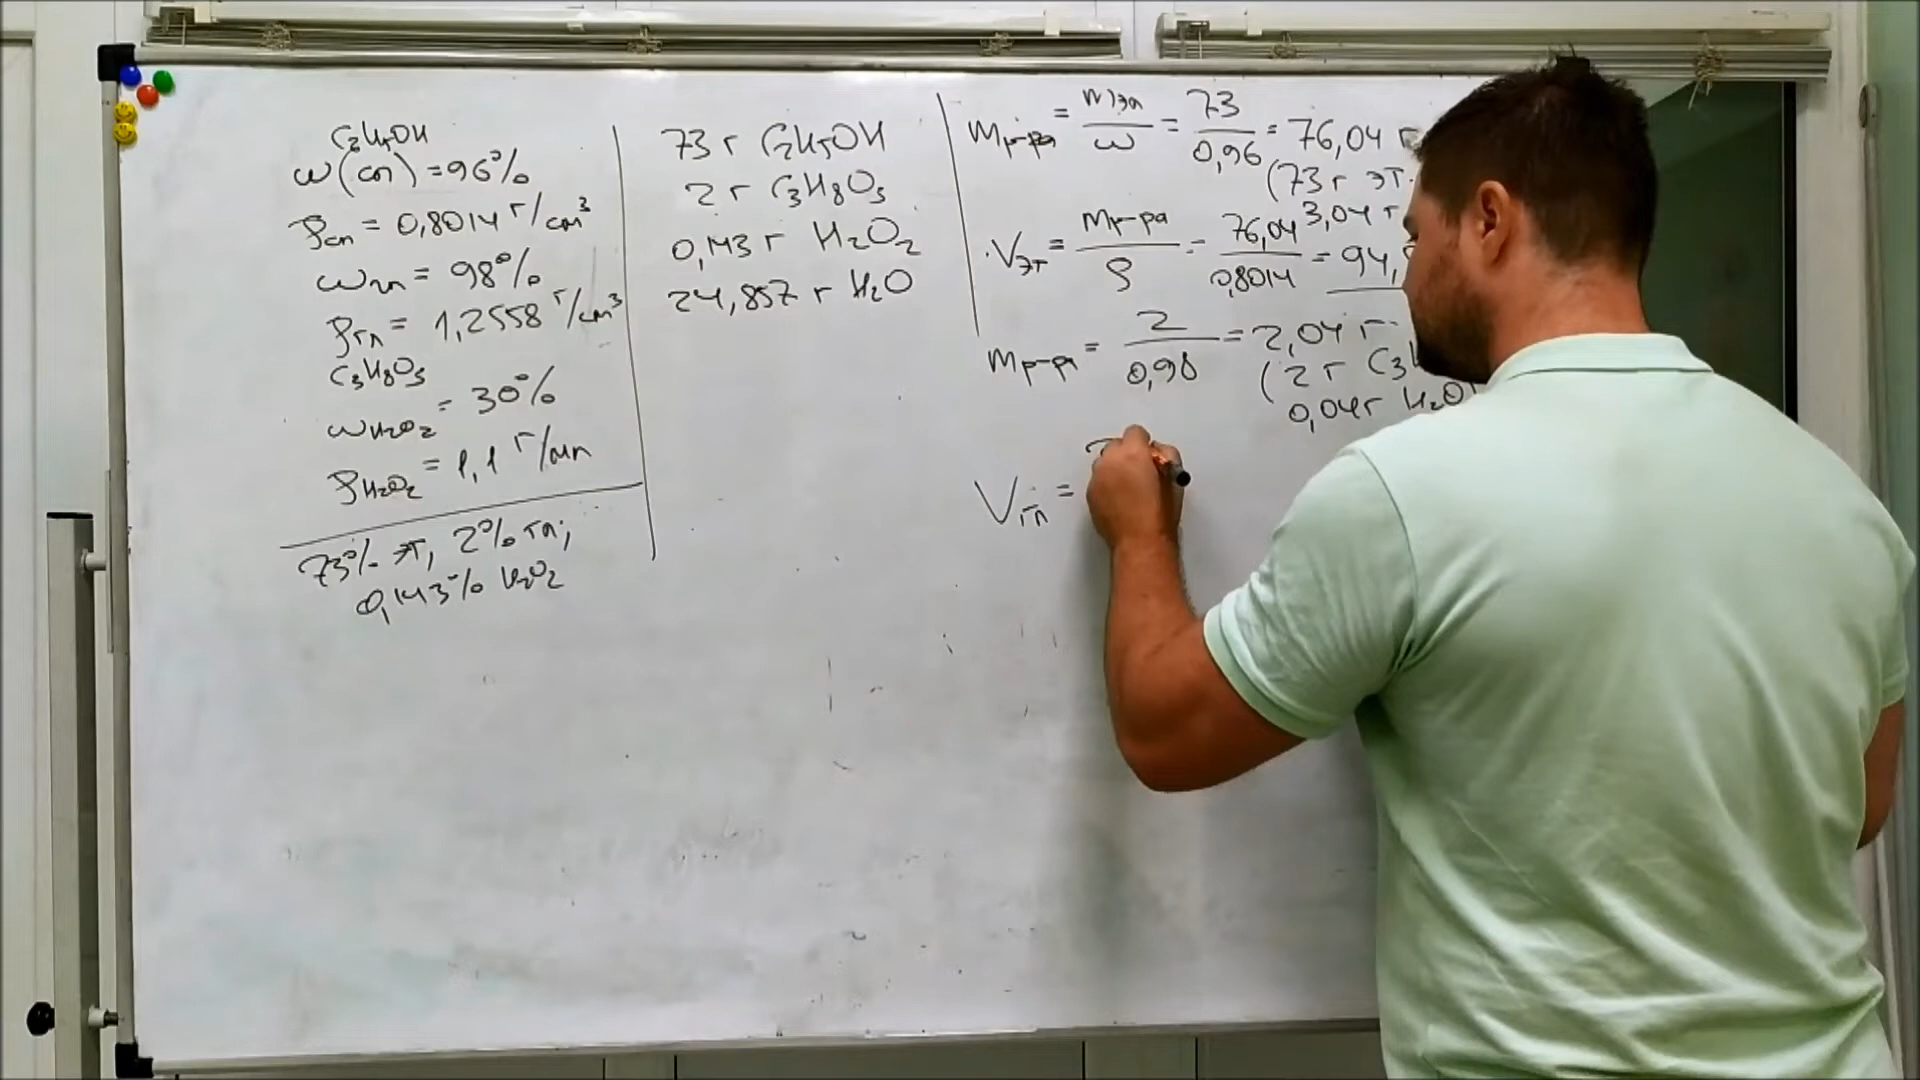 C₂H₅OH
ω(сп) = 96%
ρсп = 0,8014 г/см³
ωгл = 98%
ρгл = 1,2558 г/см³
C₃H₈O₃
ωH₂O₂ = 30%
ρH₂O₂ = 1,1 г/мл
73% эт, 2% гл;
0,143% H₂O₂
73 г C₂H₅OH
2 г C₃H₈O₃
0,143 г H₂O₂
24,857 г H₂O
mр-ра = mэл / ω = 73 / 0,96 = 76,04 г
(73 г эт.
3,04 г
Vэт = mр-ра / ρ = 76,04 / 0,8014 = 94,
mр-ра = 2 / 0,98 = 2,04 г
(2 г C₃
0,04 г H₂O
Vгл =